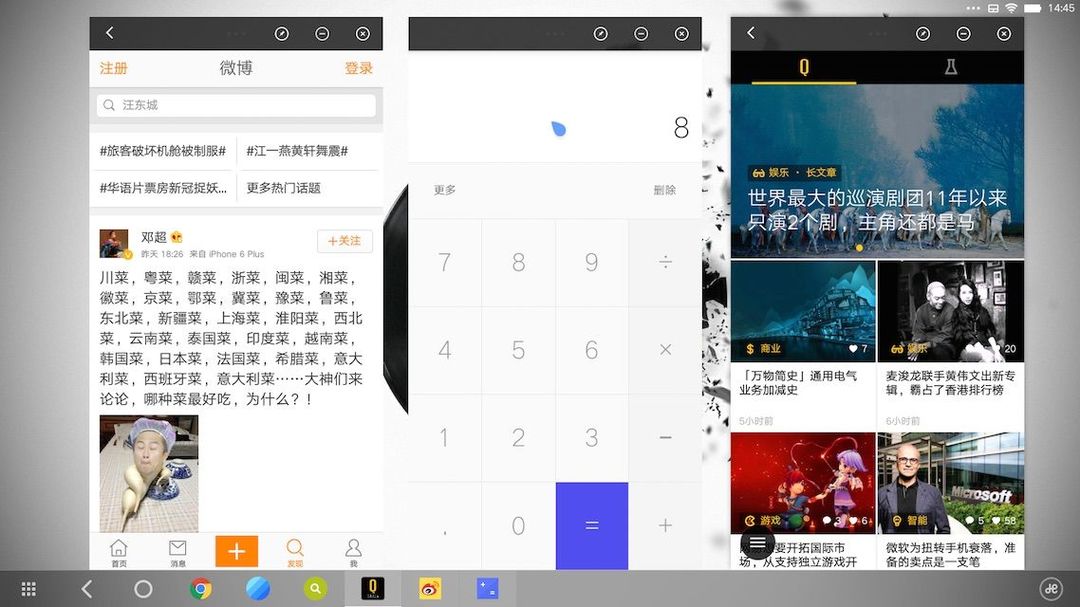 14:45
注册
微博
登录
汪东城
#旅客破坏机舱被制服#
#江一燕黄轩舞震#
#华语片票房新冠捉妖...
更多热门话题
邓超
+关注
昨天 18:26 来自 iPhone 6 Plus
川菜，粤菜，赣菜，浙菜，闽菜，湘菜，
徽菜，京菜，鄂菜，冀菜，豫菜，鲁菜，
东北菜，新疆菜，上海菜，淮阳菜，西北
菜，云南菜，泰国菜，印度菜，越南菜，
韩国菜，日本菜，法国菜，希腊菜，意大
利菜，西班牙菜，意大利菜……大神们来
论论，哪种菜最好吃，为什么？！
首页
消息
+
发现
我
8
更多
删除
7 8 9 ÷
4 5 6 ×
1 2 3 −
. 0 = +
Q
娱乐 · 长文章
世界最大的巡演剧团11年以来
只演2个剧，主角还都是马
$ 商业
7
娱乐
20
「万物简史」通用电气
业务加减史
5小时前
麦浚龙联手黄伟文出新专
辑，霸占了香港排行榜
6小时前
游戏
3
6
Microsoft
智能
5
58
要开拓国际市
场，从支持独立游戏开
微软为扭转手机衰落，准
备的卖点是一支笔
Q